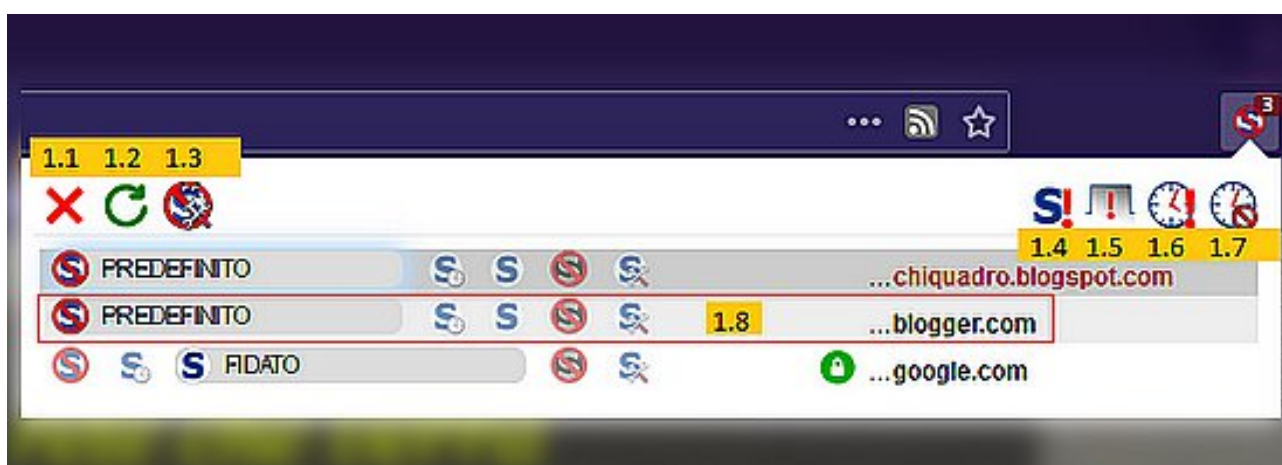 3
1.1 1.2 1.3
S!
1.4 1.5 1.6 1.7
PREDEFINITO ...chiquadro.blogspot.com
PREDEFINITO 1.8 ...blogger.com
FIDATO ...google.com